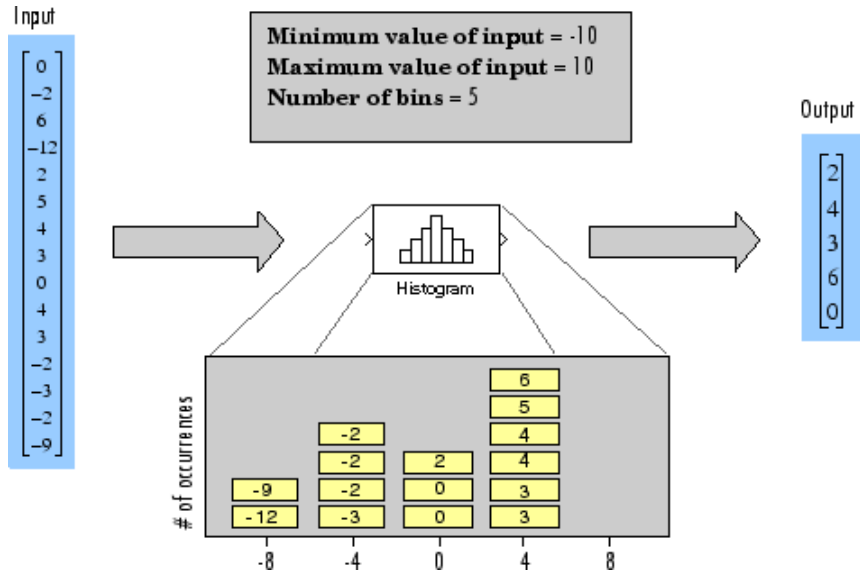 Input
0
-2
6
-12
2
5
4
3
0
4
3
-2
-3
-2
-9
Minimum value of input = -10
Maximum value of input = 10
Number of bins = 5
Output
2
4
3
6
0
Histogram
# of occurrences
6
5
-2 4
-2 2 4
-9 -2 0 3
-12 -3 0 3
-8 -4 0 4 8